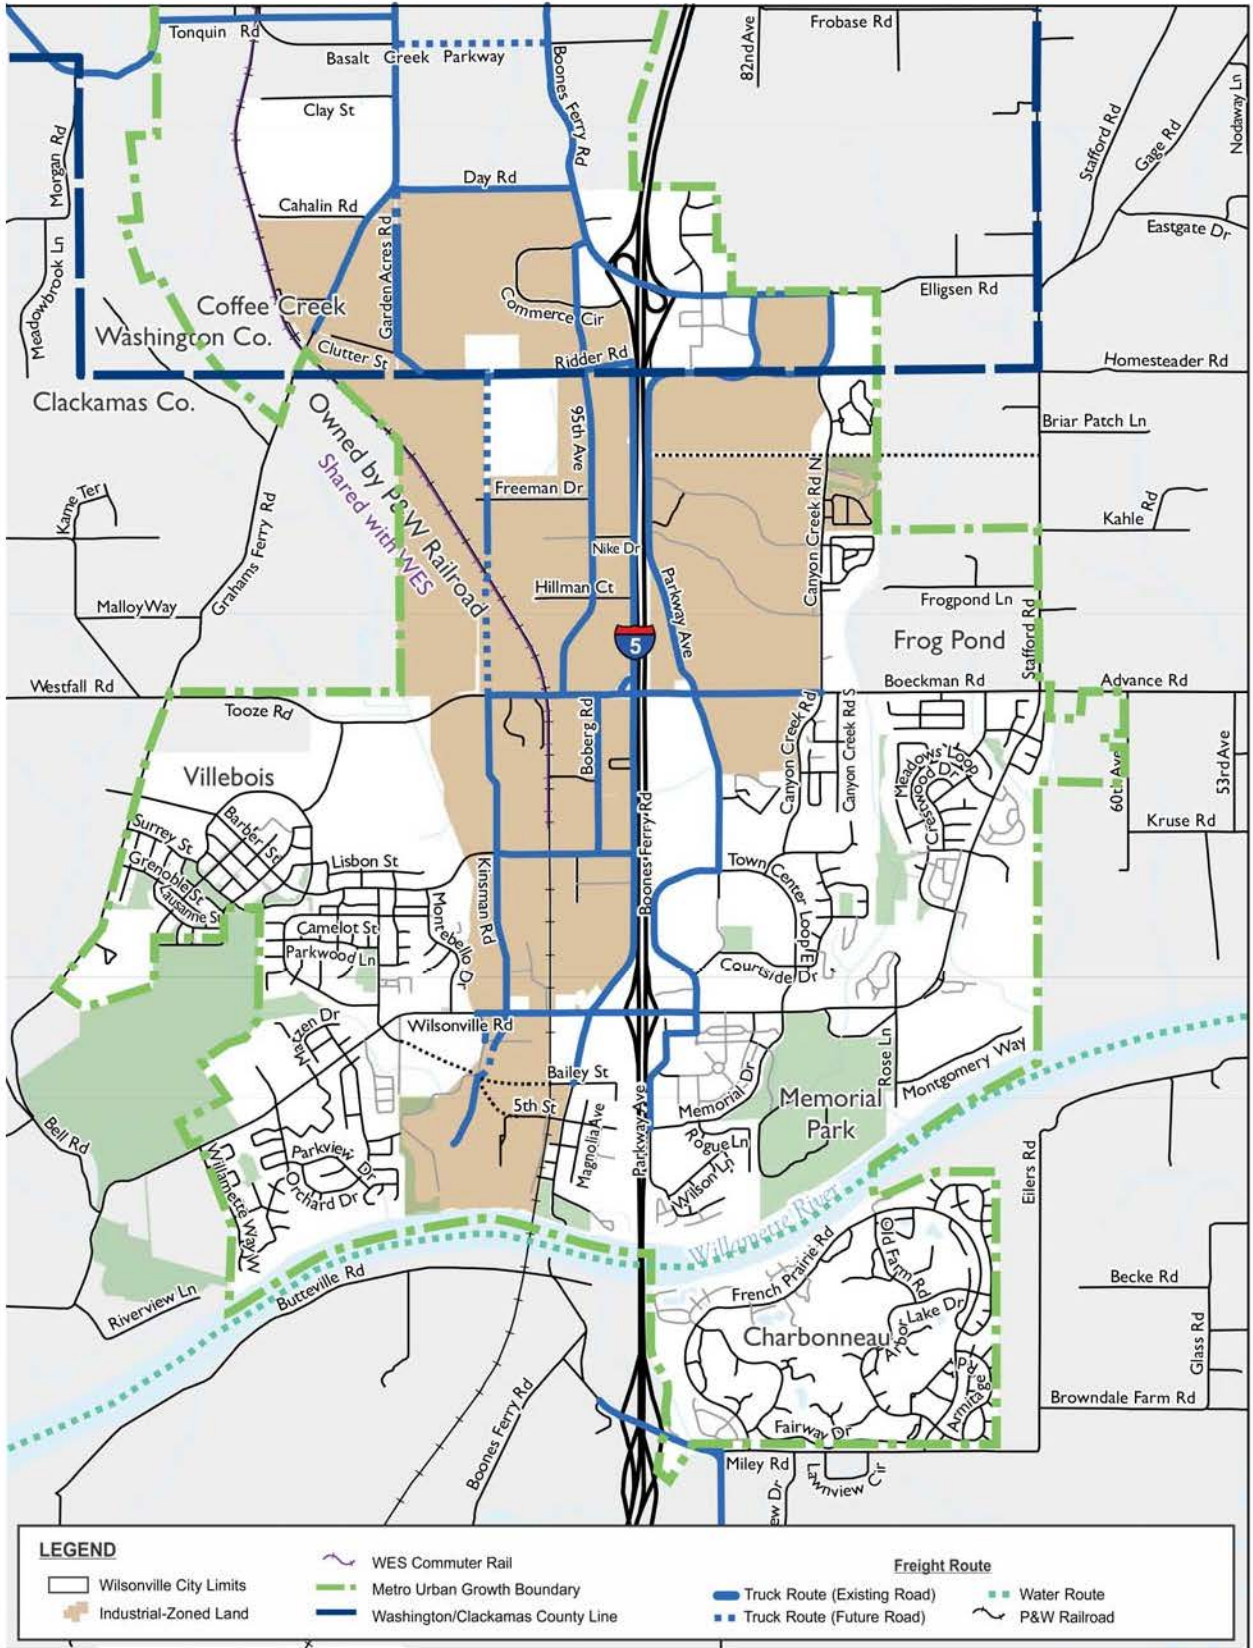 Tonquin Rd
Frobase Rd
82nd Ave
Basalt Creek Parkway
Boones Ferry Rd
Clay St
Morgan Rd
Stafford Rd
Gage Rd
Nodaway Ln
Day Rd
Cahalin Rd
Garden Acres Rd
Eastgate Dr
Meadowbrook Ln
Elligsen Rd
Coffee Creek
Commerce Cir
Washington Co.
Clutter St
Ridder Rd
Homesteader Rd
Clackamas Co.
Owned by P&W Railroad
Shared with WES
95th Ave
Briar Patch Ln
Canyon Creek Rd N
Kame Ter
Freeman Dr
Kahle Rd
Grahams Ferry Rd
Nike Dr
Hillman Ct
Parkway Ave
Malloy Way
Frogpond Ln
5
Frog Pond
Stafford Rd
Westfall Rd
Boeckman Rd
Advance Rd
Tooze Rd
Boberg Rd
Canyon Creek Rd
Canyon Creek Rd S
Meadows Loop
Crestwood Dr
60th Ave
53rd Ave
Villebois
Surrey St
Barber St
Kruse Rd
Grenoble St
Lausanne St
Lisbon St
Kinsman Rd
Boones Ferry Rd
Town Center Loop E
Camelot St
Montebello Dr
Parkwood Ln
Courtside Dr
Wilsonville Rd
Matzen Dr
Rose Ln
Montgomery Way
Bailey St
Memorial Dr
Memorial
Park
5th St
Magnolia Ave
Parkway Ave
Bell Rd
Rogue Ln
Parkview Dr
Wilson Ln
Orchard Dr
Willamette Way W
Eilers Rd
Willamette River
Old Farm Rd
French Prairie Rd
Butteville Rd
Becke Rd
Riverview Ln
Lake Dr
Arbor
Charbonneau
Glass Rd
Armitage Rd
Browndale Farm Rd
Boones Ferry Rd
Fairway Dr
Miley Rd
Lawnview Cir
ew Dr
LEGEND
Wilsonville City Limits
Industrial-Zoned Land
WES Commuter Rail
Metro Urban Growth Boundary
Washington/Clackamas County Line
Freight Route
Truck Route (Existing Road)
Truck Route (Future Road)
Water Route
P&W Railroad